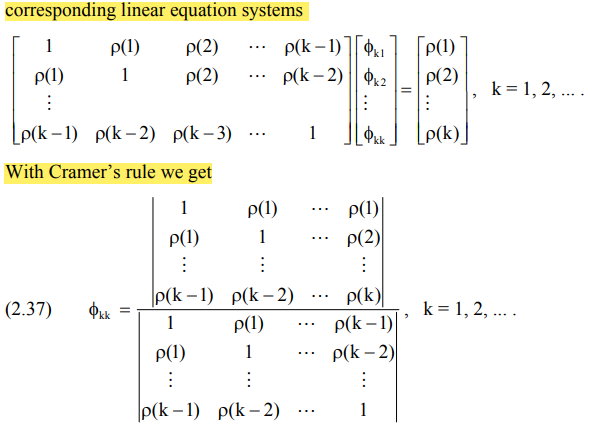 corresponding linear equation systems
[ 1 ρ(1) ρ(2) ⋯ ρ(k – 1) ] [ ϕk1 ] [ ρ(1) ]
[ ρ(1) 1 ρ(2) ⋯ ρ(k – 2) ] [ ϕk2 ] = [ ρ(2) ] , k = 1, 2, ... .
[ ⋮ ] [ ⋮ ] [ ⋮ ]
[ ρ(k – 1) ρ(k – 2) ρ(k – 3) ⋯ 1 ] [ ϕkk ] [ ρ(k) ]
With Cramer’s rule we get
| 1 ρ(1) ⋯ ρ(1) |
| ρ(1) 1 ⋯ ρ(2) |
| ⋮ ⋮ ⋮ |
| ρ(k – 1) ρ(k – 2) ⋯ ρ(k) |
(2.37) ϕkk = , k = 1, 2, ... .
| 1 ρ(1) ⋯ ρ(k – 1) |
| ρ(1) 1 ⋯ ρ(k – 2) |
| ⋮ ⋮ ⋮ |
| ρ(k – 1) ρ(k – 2) ⋯ 1 |